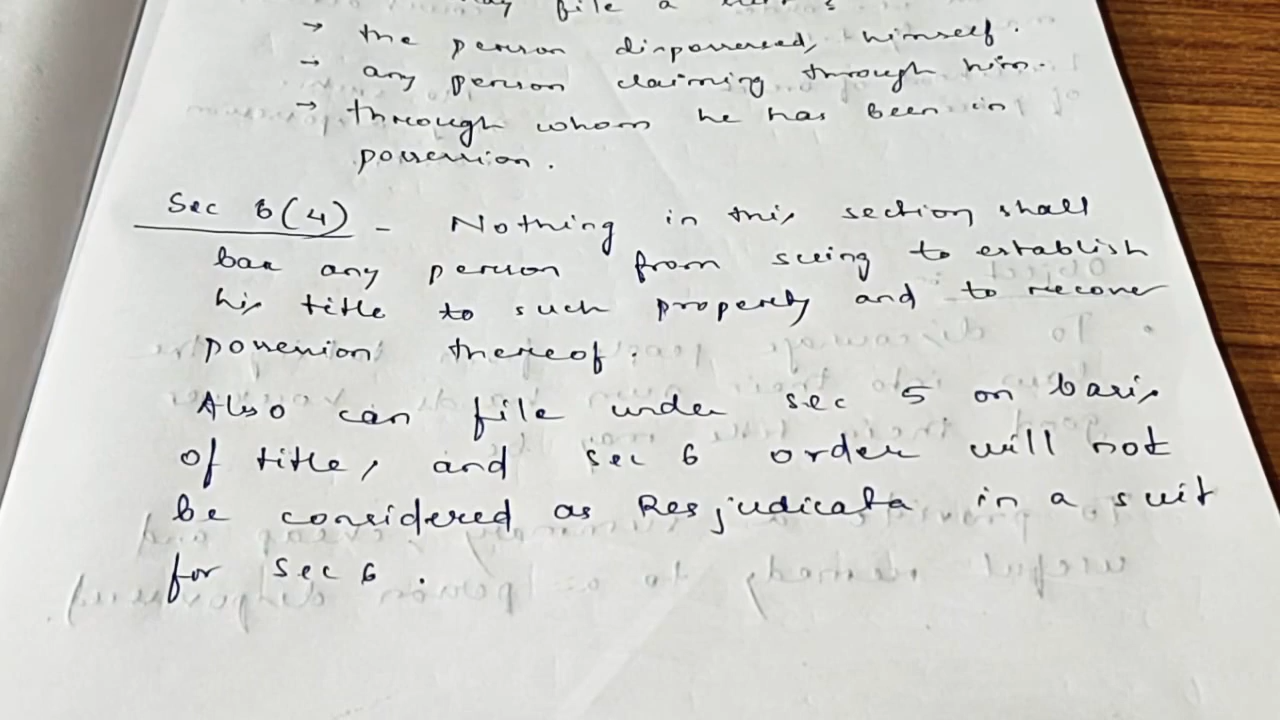 may file a
→ the person dispossessed, himself.
→ any person claiming through him.
→ through whom he has been in
possession.
Sec 6(4) - Nothing in this section shall
bar any person from suing to establish
his title to such property and to recover
possession thereof.
Also can file under sec 5 on basis
of title, and sec 6 order will not
be considered as Res judicata in a suit
for sec 6.